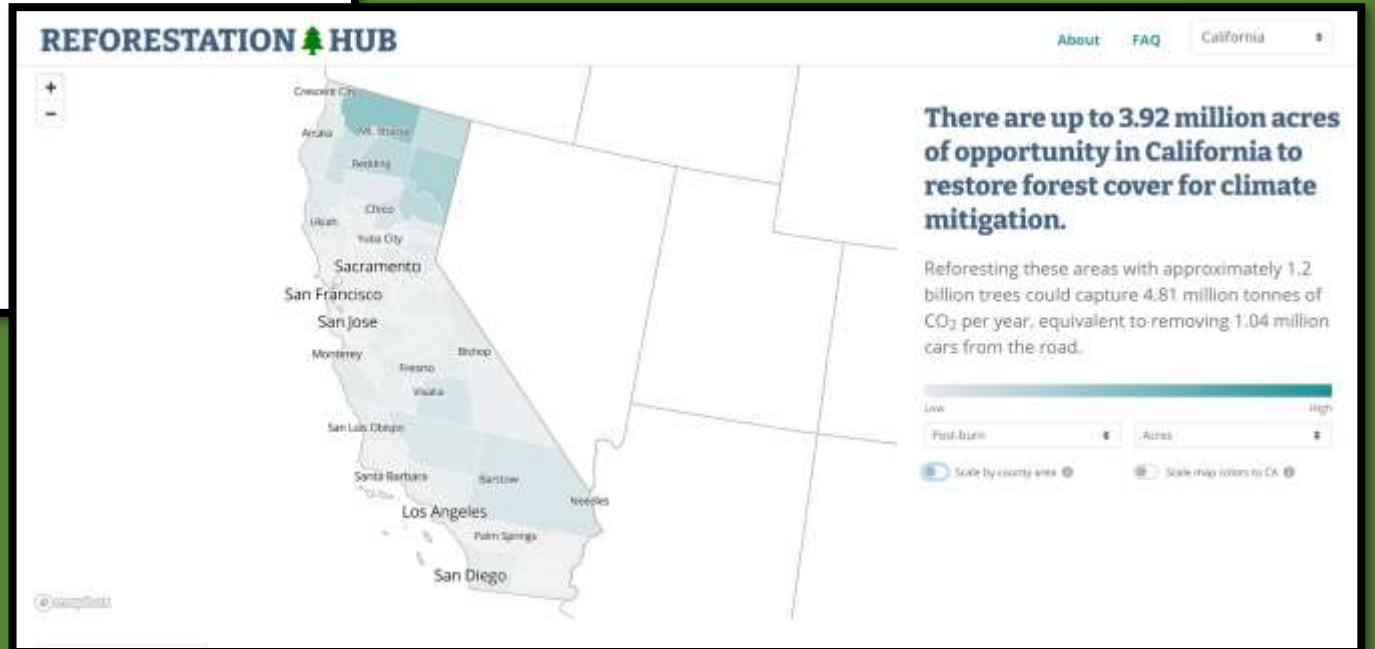 REFORESTATION HUB
About FAQ California
+
−
Crescent City
Arcata Mt. Shasta
Redding
Chico
Ukiah
Yuba City
Sacramento
San Francisco
San Jose
Monterey
Bishop
Fresno
Visalia
San Luis Obispo
Santa Barbara
Barstow
Needles
Los Angeles
Palm Springs
San Diego
mapbox
There are up to 3.92 million acres
of opportunity in California to
restore forest cover for climate
mitigation.
Reforesting these areas with approximately 1.2
billion trees could capture 4.81 million tonnes of
CO₂ per year, equivalent to removing 1.04 million
cars from the road.
Low High
Post-burn Acres
Scale by county area Scale map colors to CA